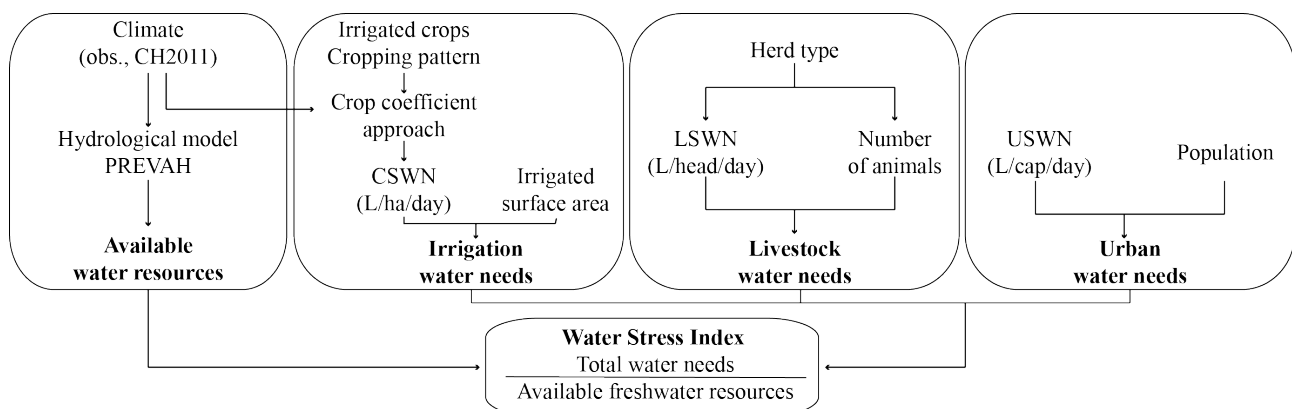 Climate
(obs., CH2011)
Hydrological model
PREVAH
Available
water resources
Irrigated crops
Cropping pattern
Crop coefficient
approach
CSWN
(L/ha/day)
Irrigated
surface area
Irrigation
water needs
Herd type
LSWN
(L/head/day)
Number
of animals
Livestock
water needs
USWN
(L/cap/day)
Population
Urban
water needs
Water Stress Index
Total water needs
Available freshwater resources